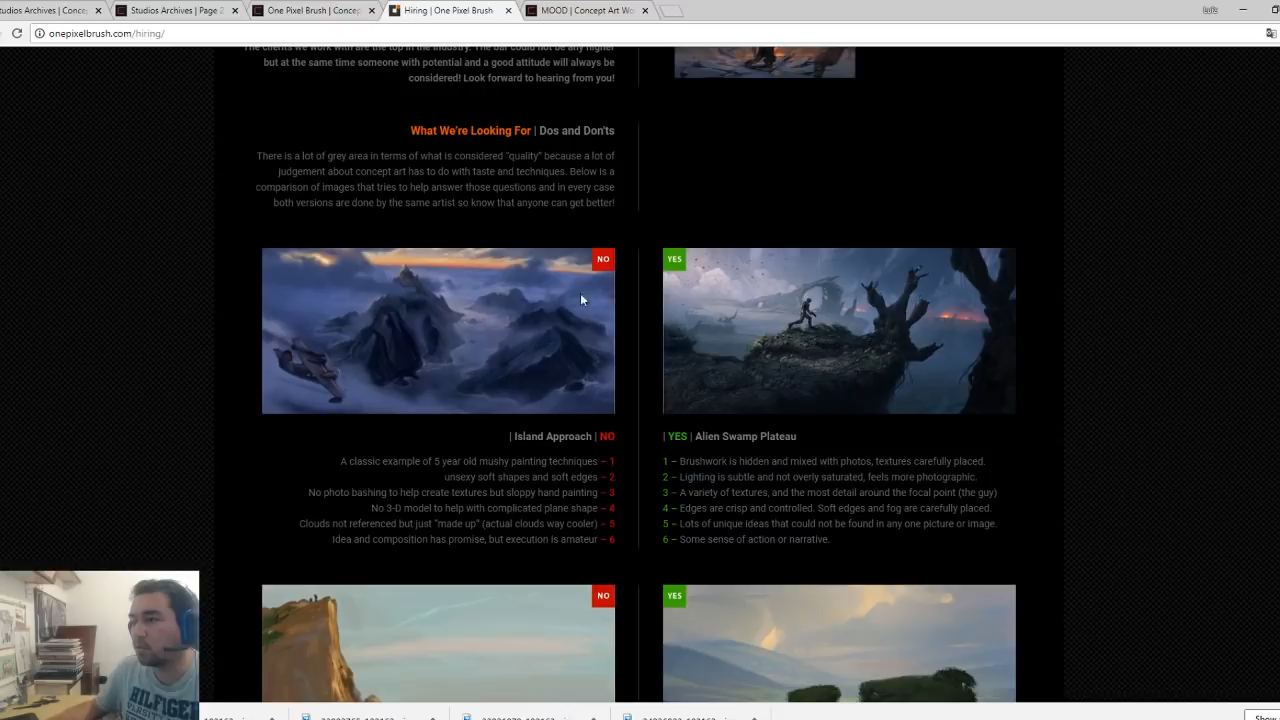 Studios Archives | Page 2
One Pixel Brush | Concep
Hiring | One Pixel Brush
MOOD | Concept Art Wo
onepixelbrush.com/hiring/
The clients we work with are the top in the industry. The bar could not be any higher
but at the same time someone with potential and a good attitude will always be
considered! Look forward to hearing from you!
What We're Looking For | Dos and Don'ts
There is a lot of grey area in terms of what is considered "quality" because a lot of
judgement about concept art has to do with taste and techniques. Below is a
comparison of images that tries to help answer those questions and in every case
both versions are done by the same artist so know that anyone can get better!
NO
YES
| Island Approach | NO
A classic example of 5 year old mushy painting techniques – 1
unsexy soft shapes and soft edges – 2
No photo bashing to help create textures but sloppy hand painting – 3
No 3-D model to help with complicated plane shape – 4
Clouds not referenced but just "made up" (actual clouds way cooler) – 5
Idea and composition has promise, but execution is amateur – 6
| YES | Alien Swamp Plateau
1 – Brushwork is hidden and mixed with photos, textures carefully placed.
2 – Lighting is subtle and not overly saturated, feels more photographic.
3 – A variety of textures, and the most detail around the focal point (the guy)
4 – Edges are crisp and controlled. Soft edges and fog are carefully placed.
5 – Lots of unique ideas that could not be found in any one picture or image.
6 – Some sense of action or narrative.
NO
YES
HILFIGER
Show